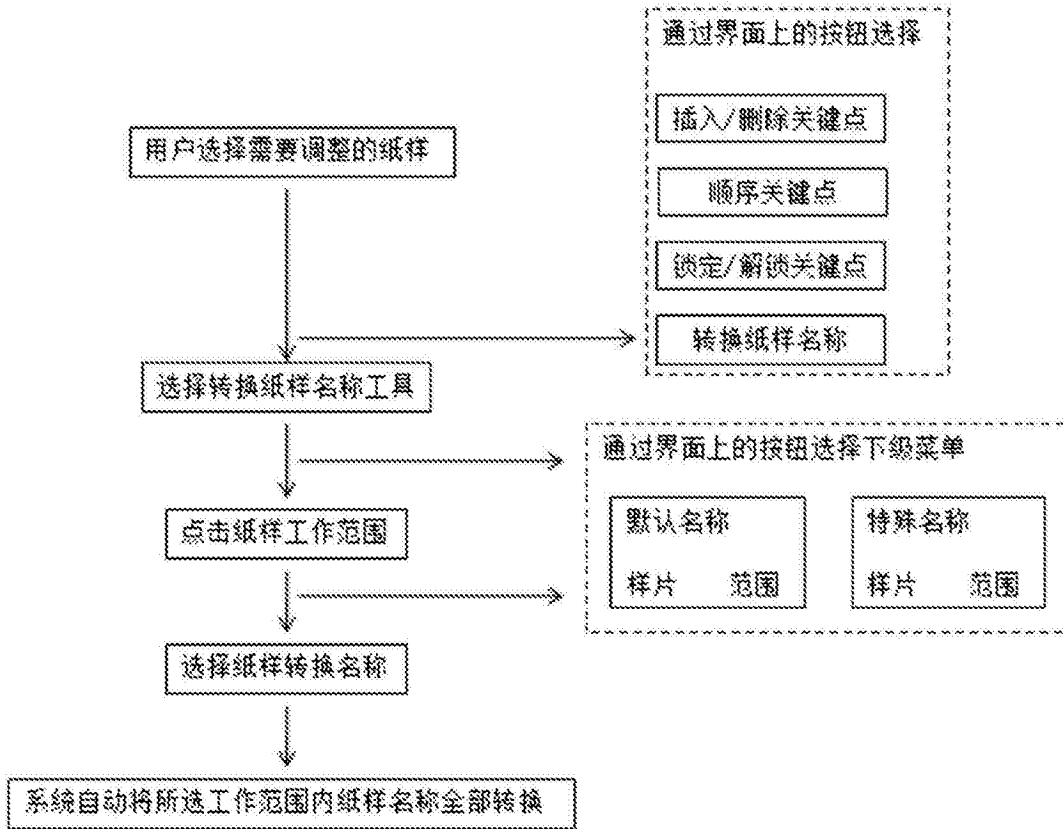 通过界面上的按钮选择
插入/删除关键点
用户选择需要调整的纸样
顺序关键点
锁定/解锁关键点
转换纸样名称
选择转换纸样名称工具
通过界面上的按钮选择下级菜单
默认名称
样片 范围
特殊名称
样片 范围
点击纸样工作范围
选择纸样转换名称
系统自动将所选工作范围内纸样名称全部转换